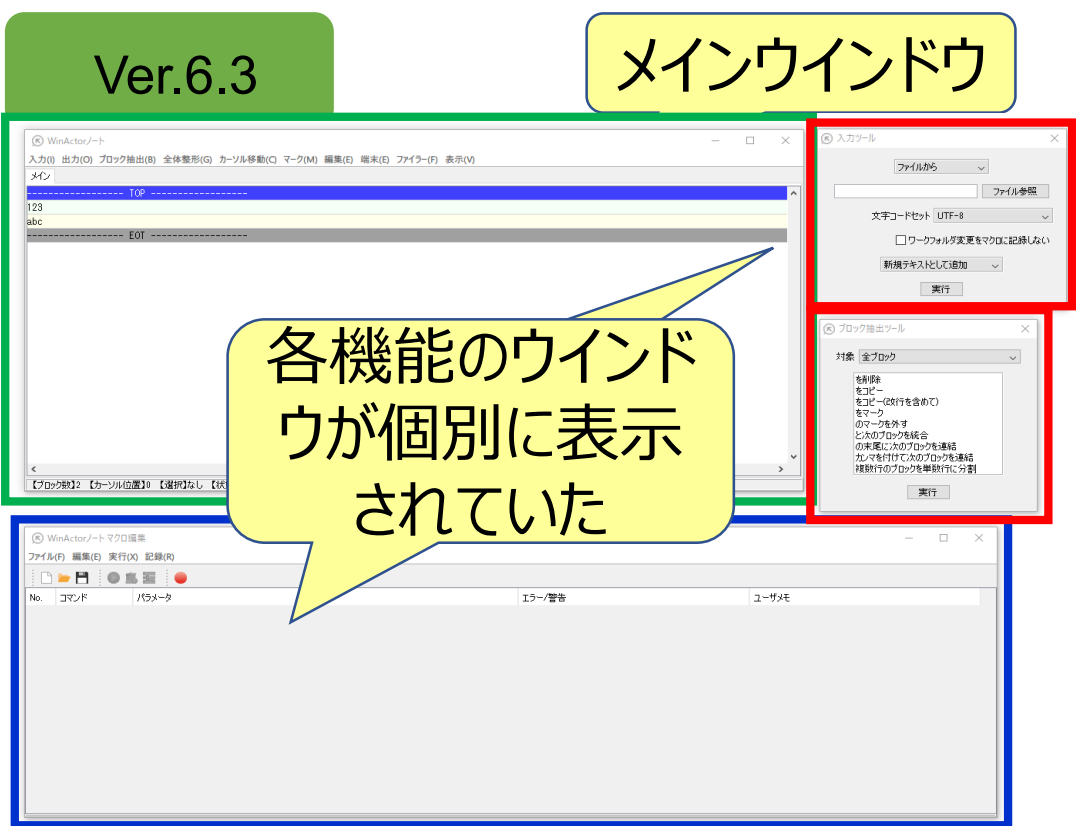 Ver.6.3
メインウインドウ
WinActorノート
入力(I) 出力(O) ブロック抽出(B) 全体整形(G) カーソル移動(C) マーク(M) 編集(E) 端末(E) ファイラー(F) 表示(V)
メイン
------------------ TOP ------------------
123
abc
------------------ EOT ------------------
【ブロック数】2 【カーソル位置】0 【選択】なし 【状
入力ツール
ファイルから
ファイル参照
文字コードセット UTF-8
ワークフォルダ変更をマクロに記録しない
新規テキストとして追加
実行
ブロック抽出ツール
対象 全ブロック
を削除
をコピー
をコピー(改行を含めて)
をマーク
のマークを外す
と次のブロックを統合
の末尾に次のブロックを連結
カンマを付けて次のブロックを連結
複数行のブロックを単数行に分割
実行
各機能のウインド
ウが個別に表示
されていた
WinActorノート マクロ編集
ファイル(F) 編集(E) 実行(X) 記録(R)
No. コマンド パラメータ エラー/警告 ユーザメモ